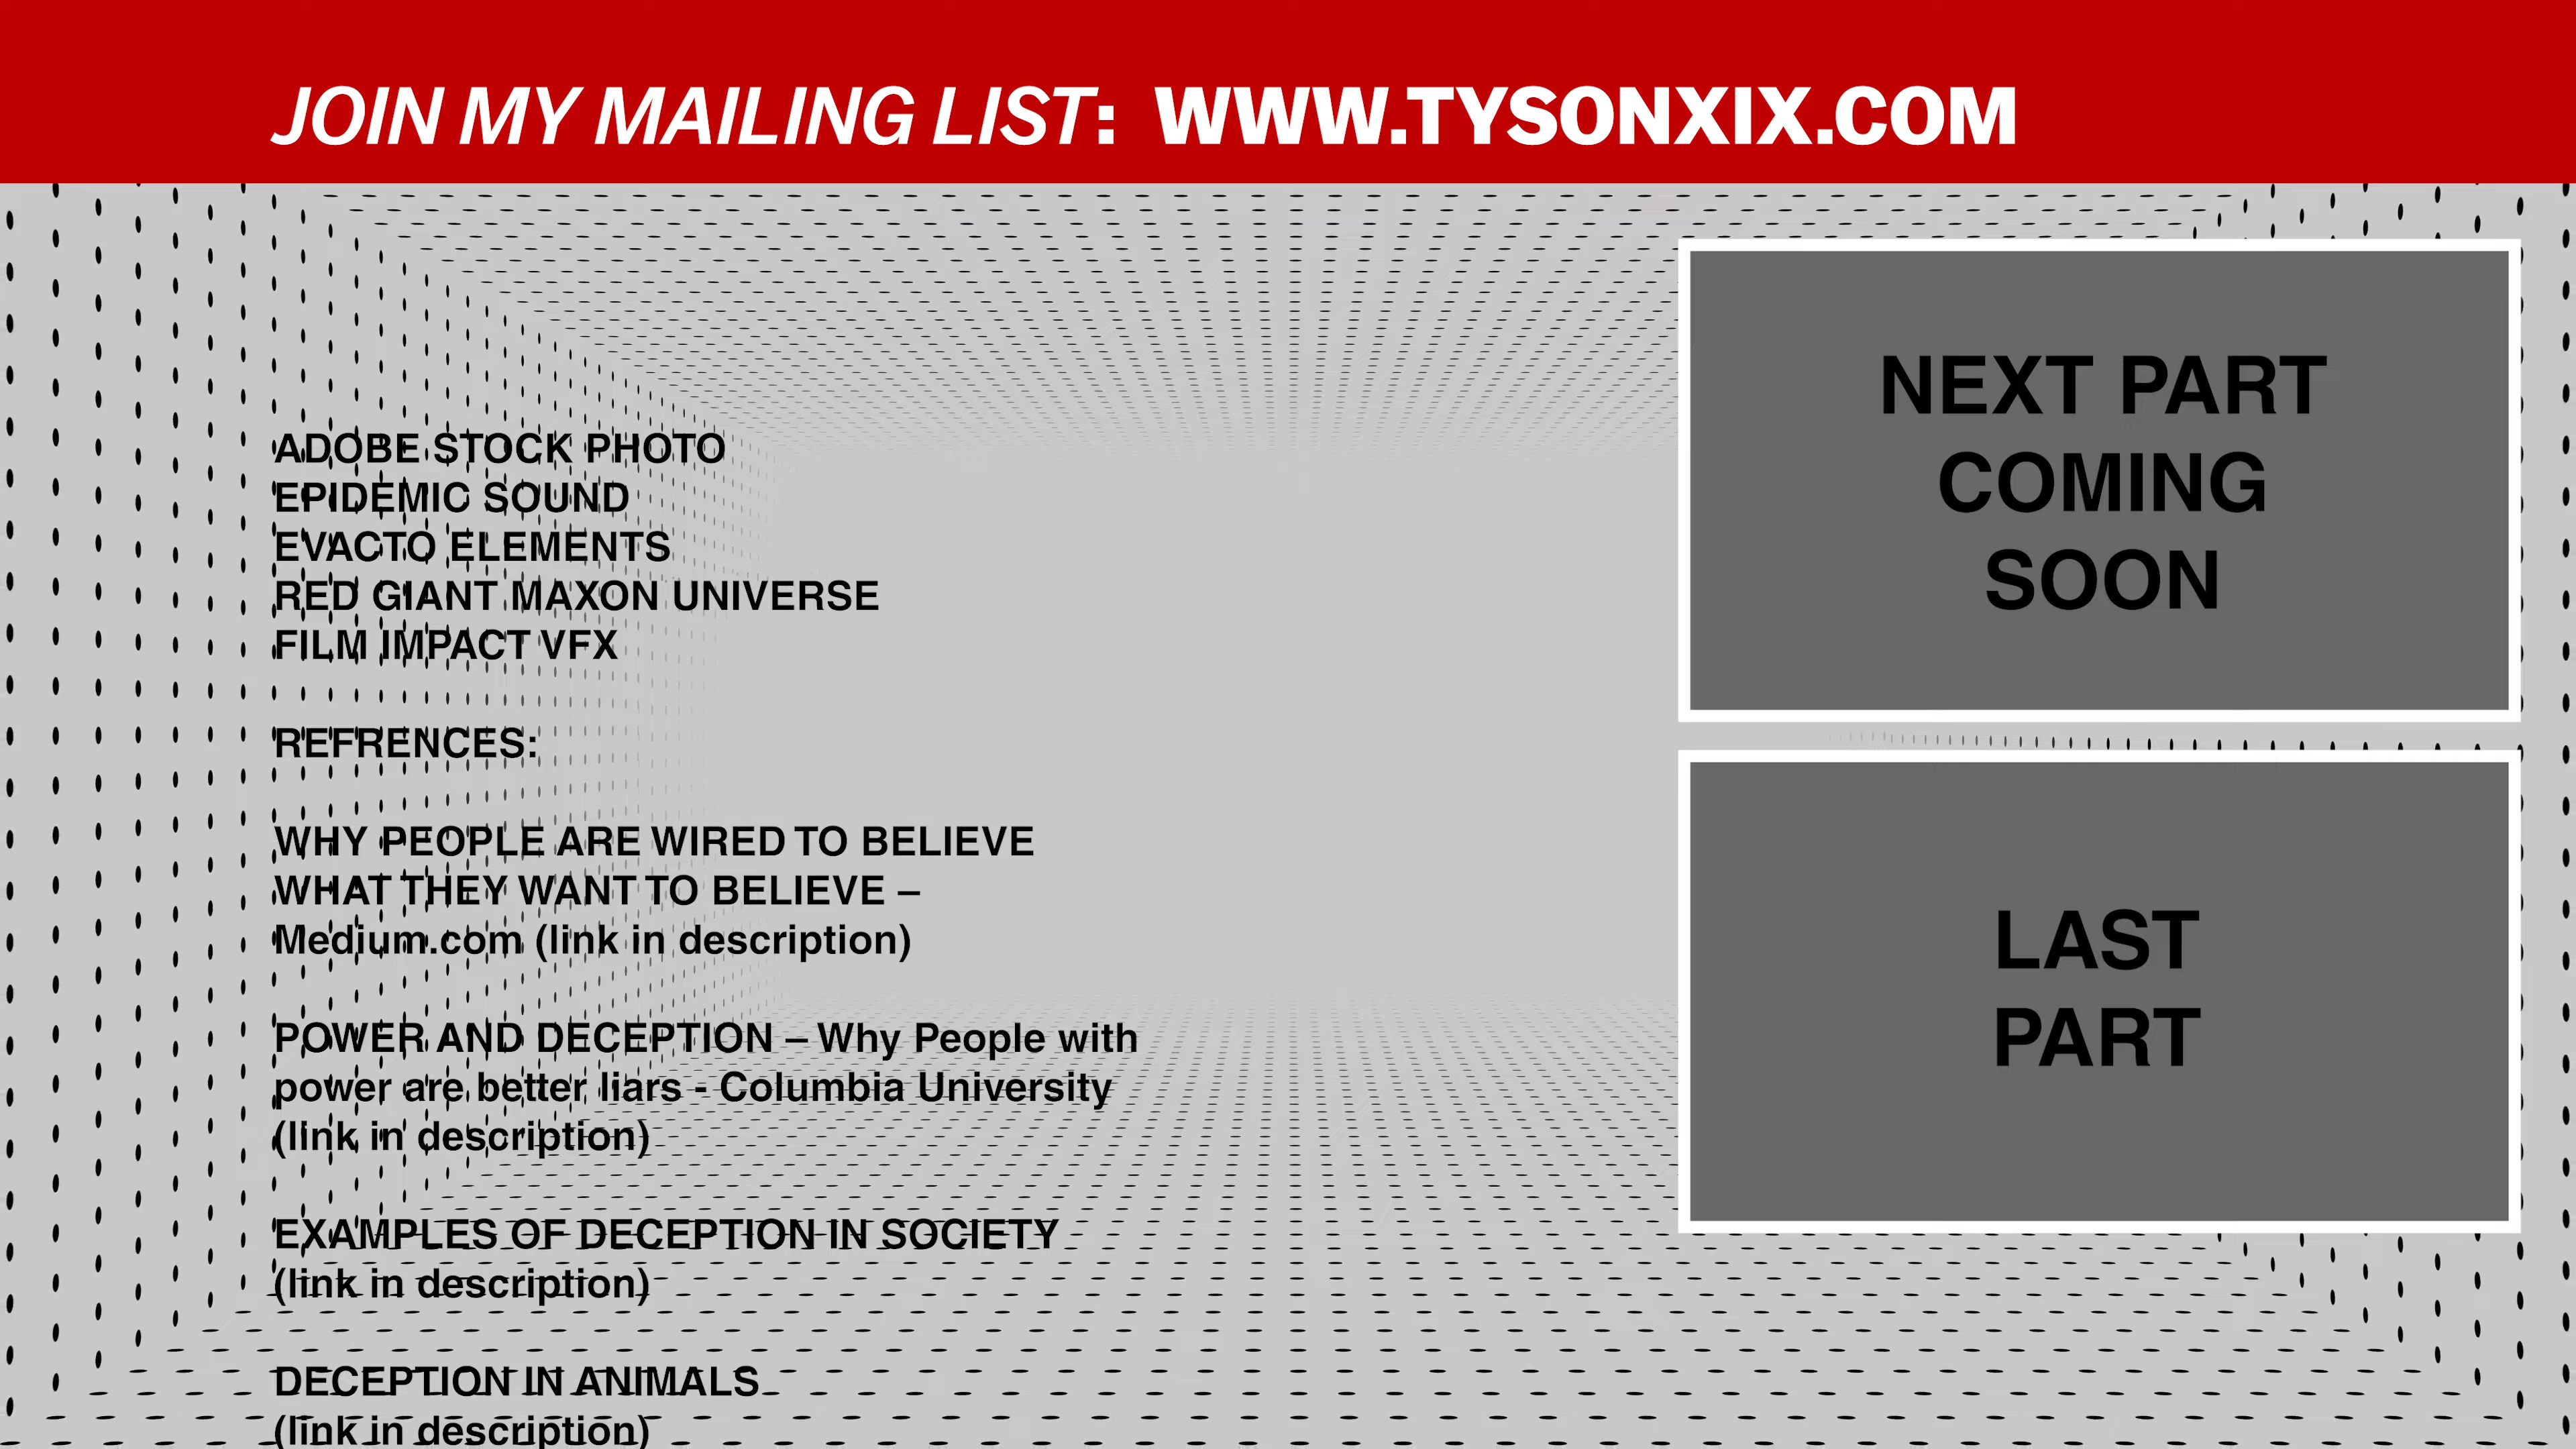 JOIN MY MAILING LIST: WWW.TYSONXIX.COM
ADOBE STOCK PHOTO
EPIDEMIC SOUND
EVACTO ELEMENTS
RED GIANT MAXON UNIVERSE
FILM IMPACT VFX
REFRENCES:
WHY PEOPLE ARE WIRED TO BELIEVE
WHAT THEY WANT TO BELIEVE –
Medium.com (link in description)
POWER AND DECEPTION – Why People with
power are better liars - Columbia University
(link in description)
EXAMPLES OF DECEPTION IN SOCIETY
(link in description)
DECEPTION IN ANIMALS
(link in description)
NEXT PART
COMING
SOON
LAST
PART